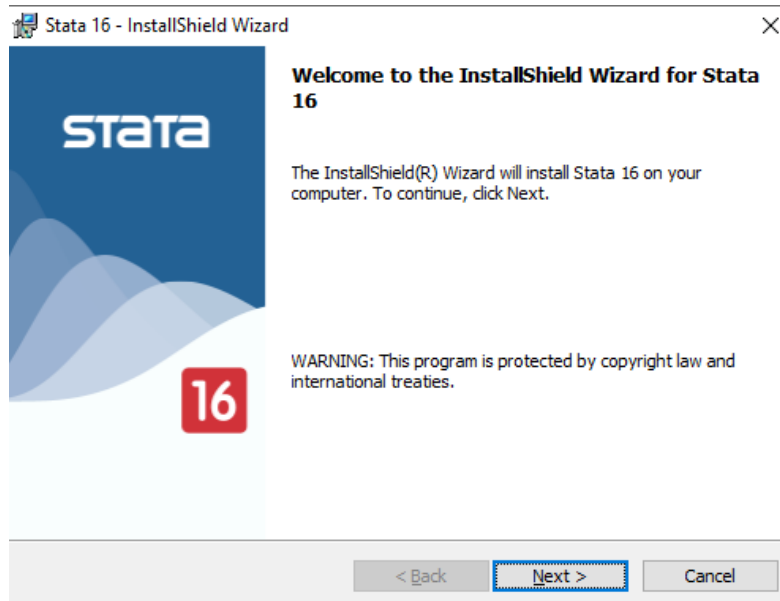 Stata 16 - InstallShield Wizard
stata
Welcome to the InstallShield Wizard for Stata
16
The InstallShield(R) Wizard will install Stata 16 on your
computer. To continue, click Next.
WARNING: This program is protected by copyright law and
international treaties.
16
< Back
Next >
Cancel